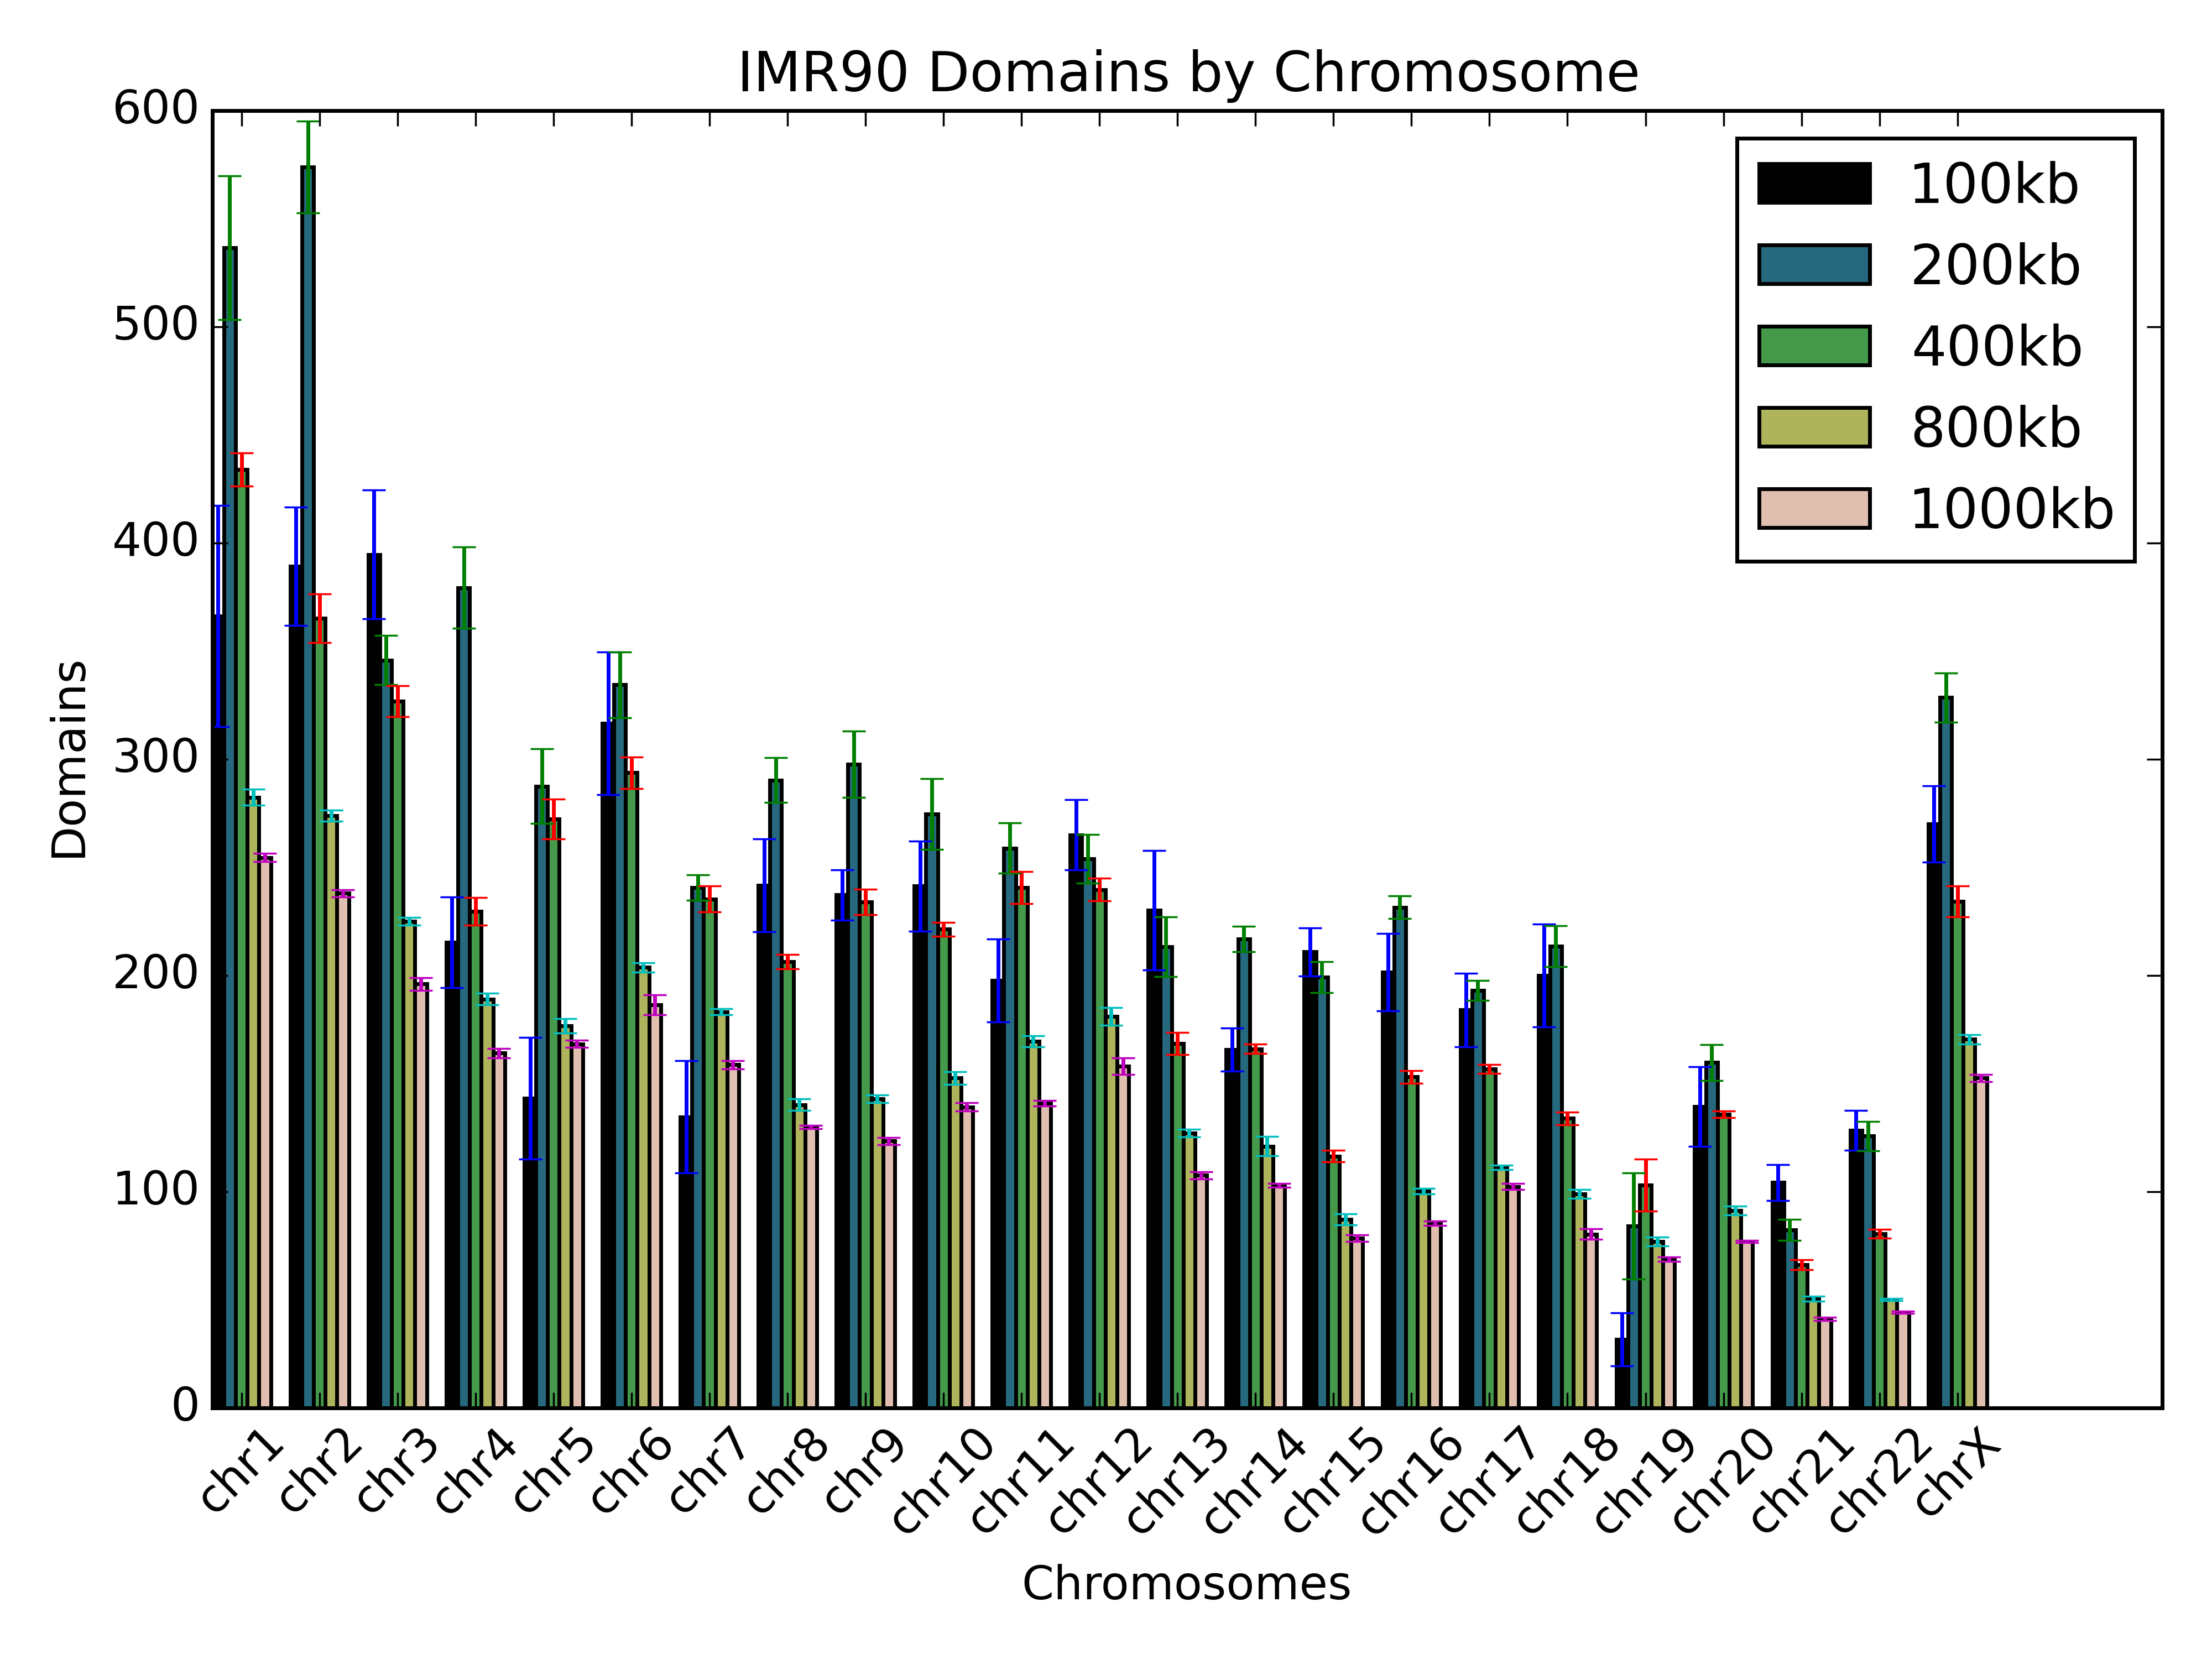 IMR90 Domains by Chromosome
600
500
400
300
200
100
0
Domains
100kb
200kb
400kb
800kb
1000kb
chr1
chr2
chr3
chr4
chr5
chr6
chr7
chr8
chr9
chr10
chr11
chr12
chr13
chr14
chr15
chr16
chr17
chr18
chr19
chr20
chr21
chr22
chrX
Chromosomes